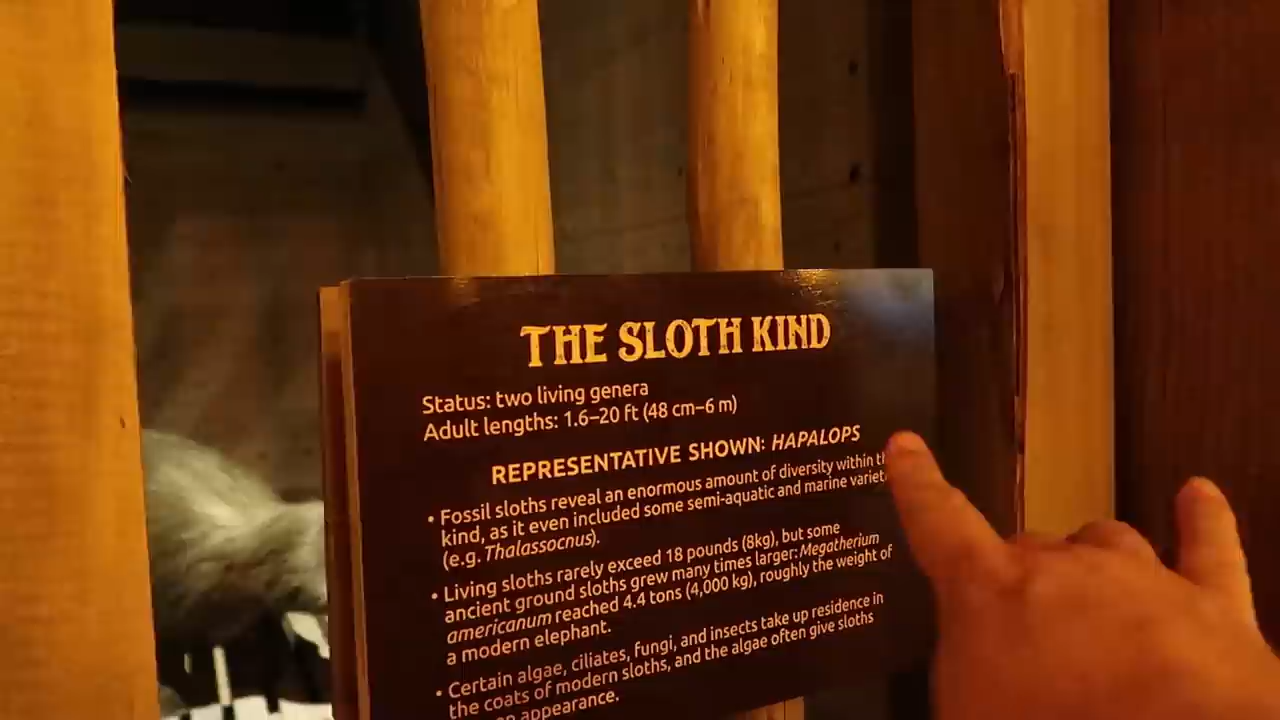 THE SLOTH KIND
Status: two living genera
Adult lengths: 1.6–20 ft (48 cm–6 m)
REPRESENTATIVE SHOWN: HAPALOPS
• Fossil sloths reveal an enormous amount of diversity within
kind, as it even included some semi-aquatic and marine
(e.g. Thalassocnus).
• Living sloths rarely exceed 18 pounds (8kg), but some
ancient ground sloths grew many times larger: Megatherium
americanum reached 4.4 tons (4,000 kg), roughly the weight of
a modern elephant.
• Certain algae, ciliates, fungi, and insects take up residence in
the coats of modern sloths, and the algae often give sloths
appearance.